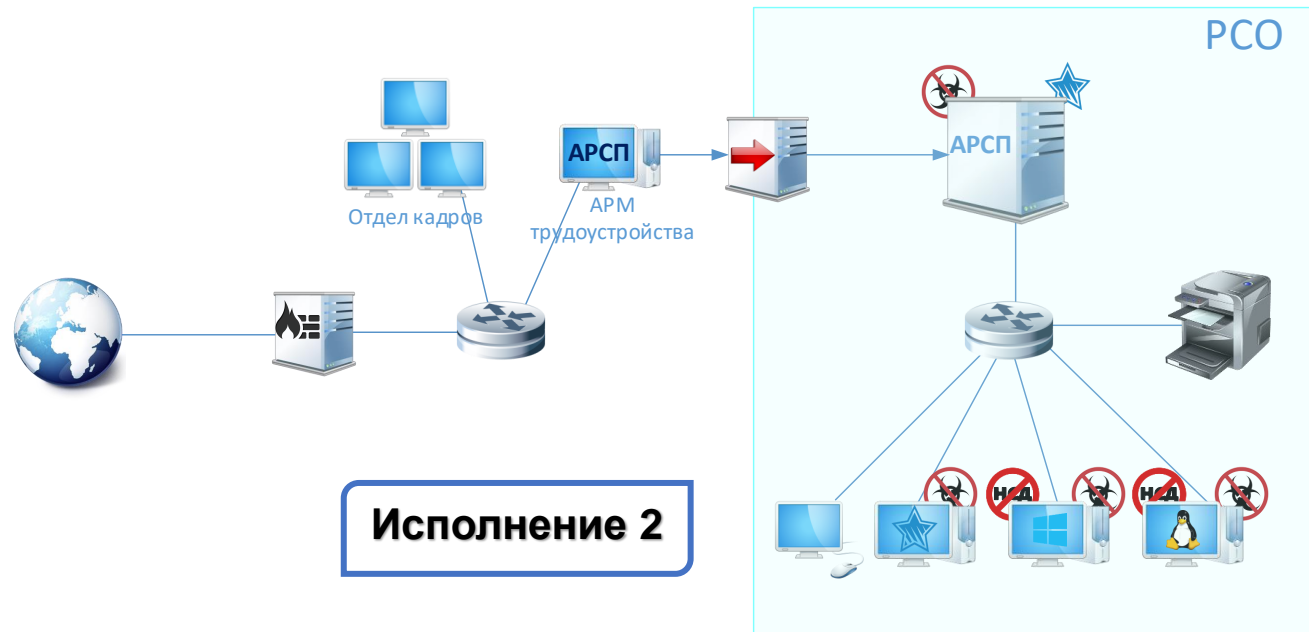 РСО
АРСП
АРСП
Отдел кадров
АРМ
трудоустройства
НСД
НСД
Исполнение 2